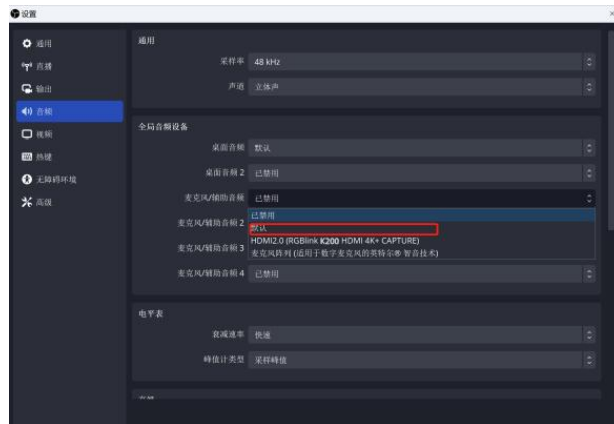 设置
通用
直播
输出
音频
视频
热键
无障碍环境
高级
通用
采样率 48 kHz
声道 立体声
全局音频设备
桌面音频 默认
桌面音频 2 已禁用
麦克风/辅助音频 已禁用
已禁用
默认
麦克风/辅助音频 2
HDMI2.0 (RGBlink K200 HDMI 4K+ CAPTURE)
麦克风/辅助音频 3
麦克风阵列 (适用于数字麦克风的英特尔® 智音技术)
麦克风/辅助音频 4 已禁用
电平表
衰减速率 快速
峰值计类型 采样峰值